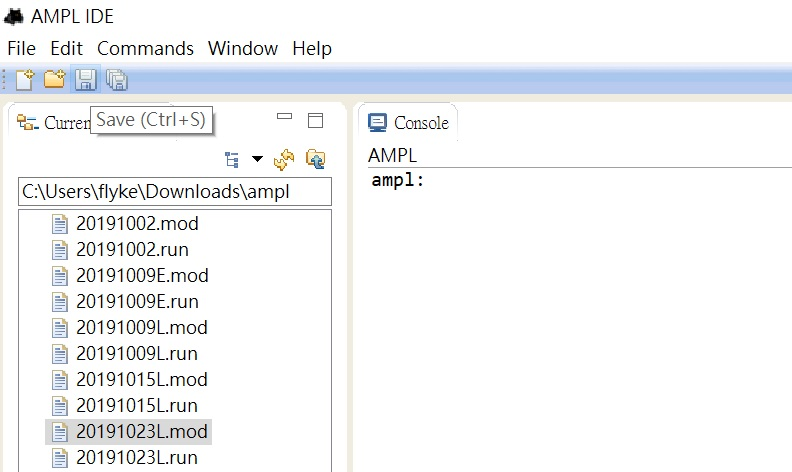 AMPL IDE
File Edit Commands Window Help
Save (Ctrl+S)
Curren
Console
AMPL
ampl:
C:\Users\flyke\Downloads\ampl
20191002.mod
20191002.run
20191009E.mod
20191009E.run
20191009L.mod
20191009L.run
20191015L.mod
20191015L.run
20191023L.mod
20191023L.run